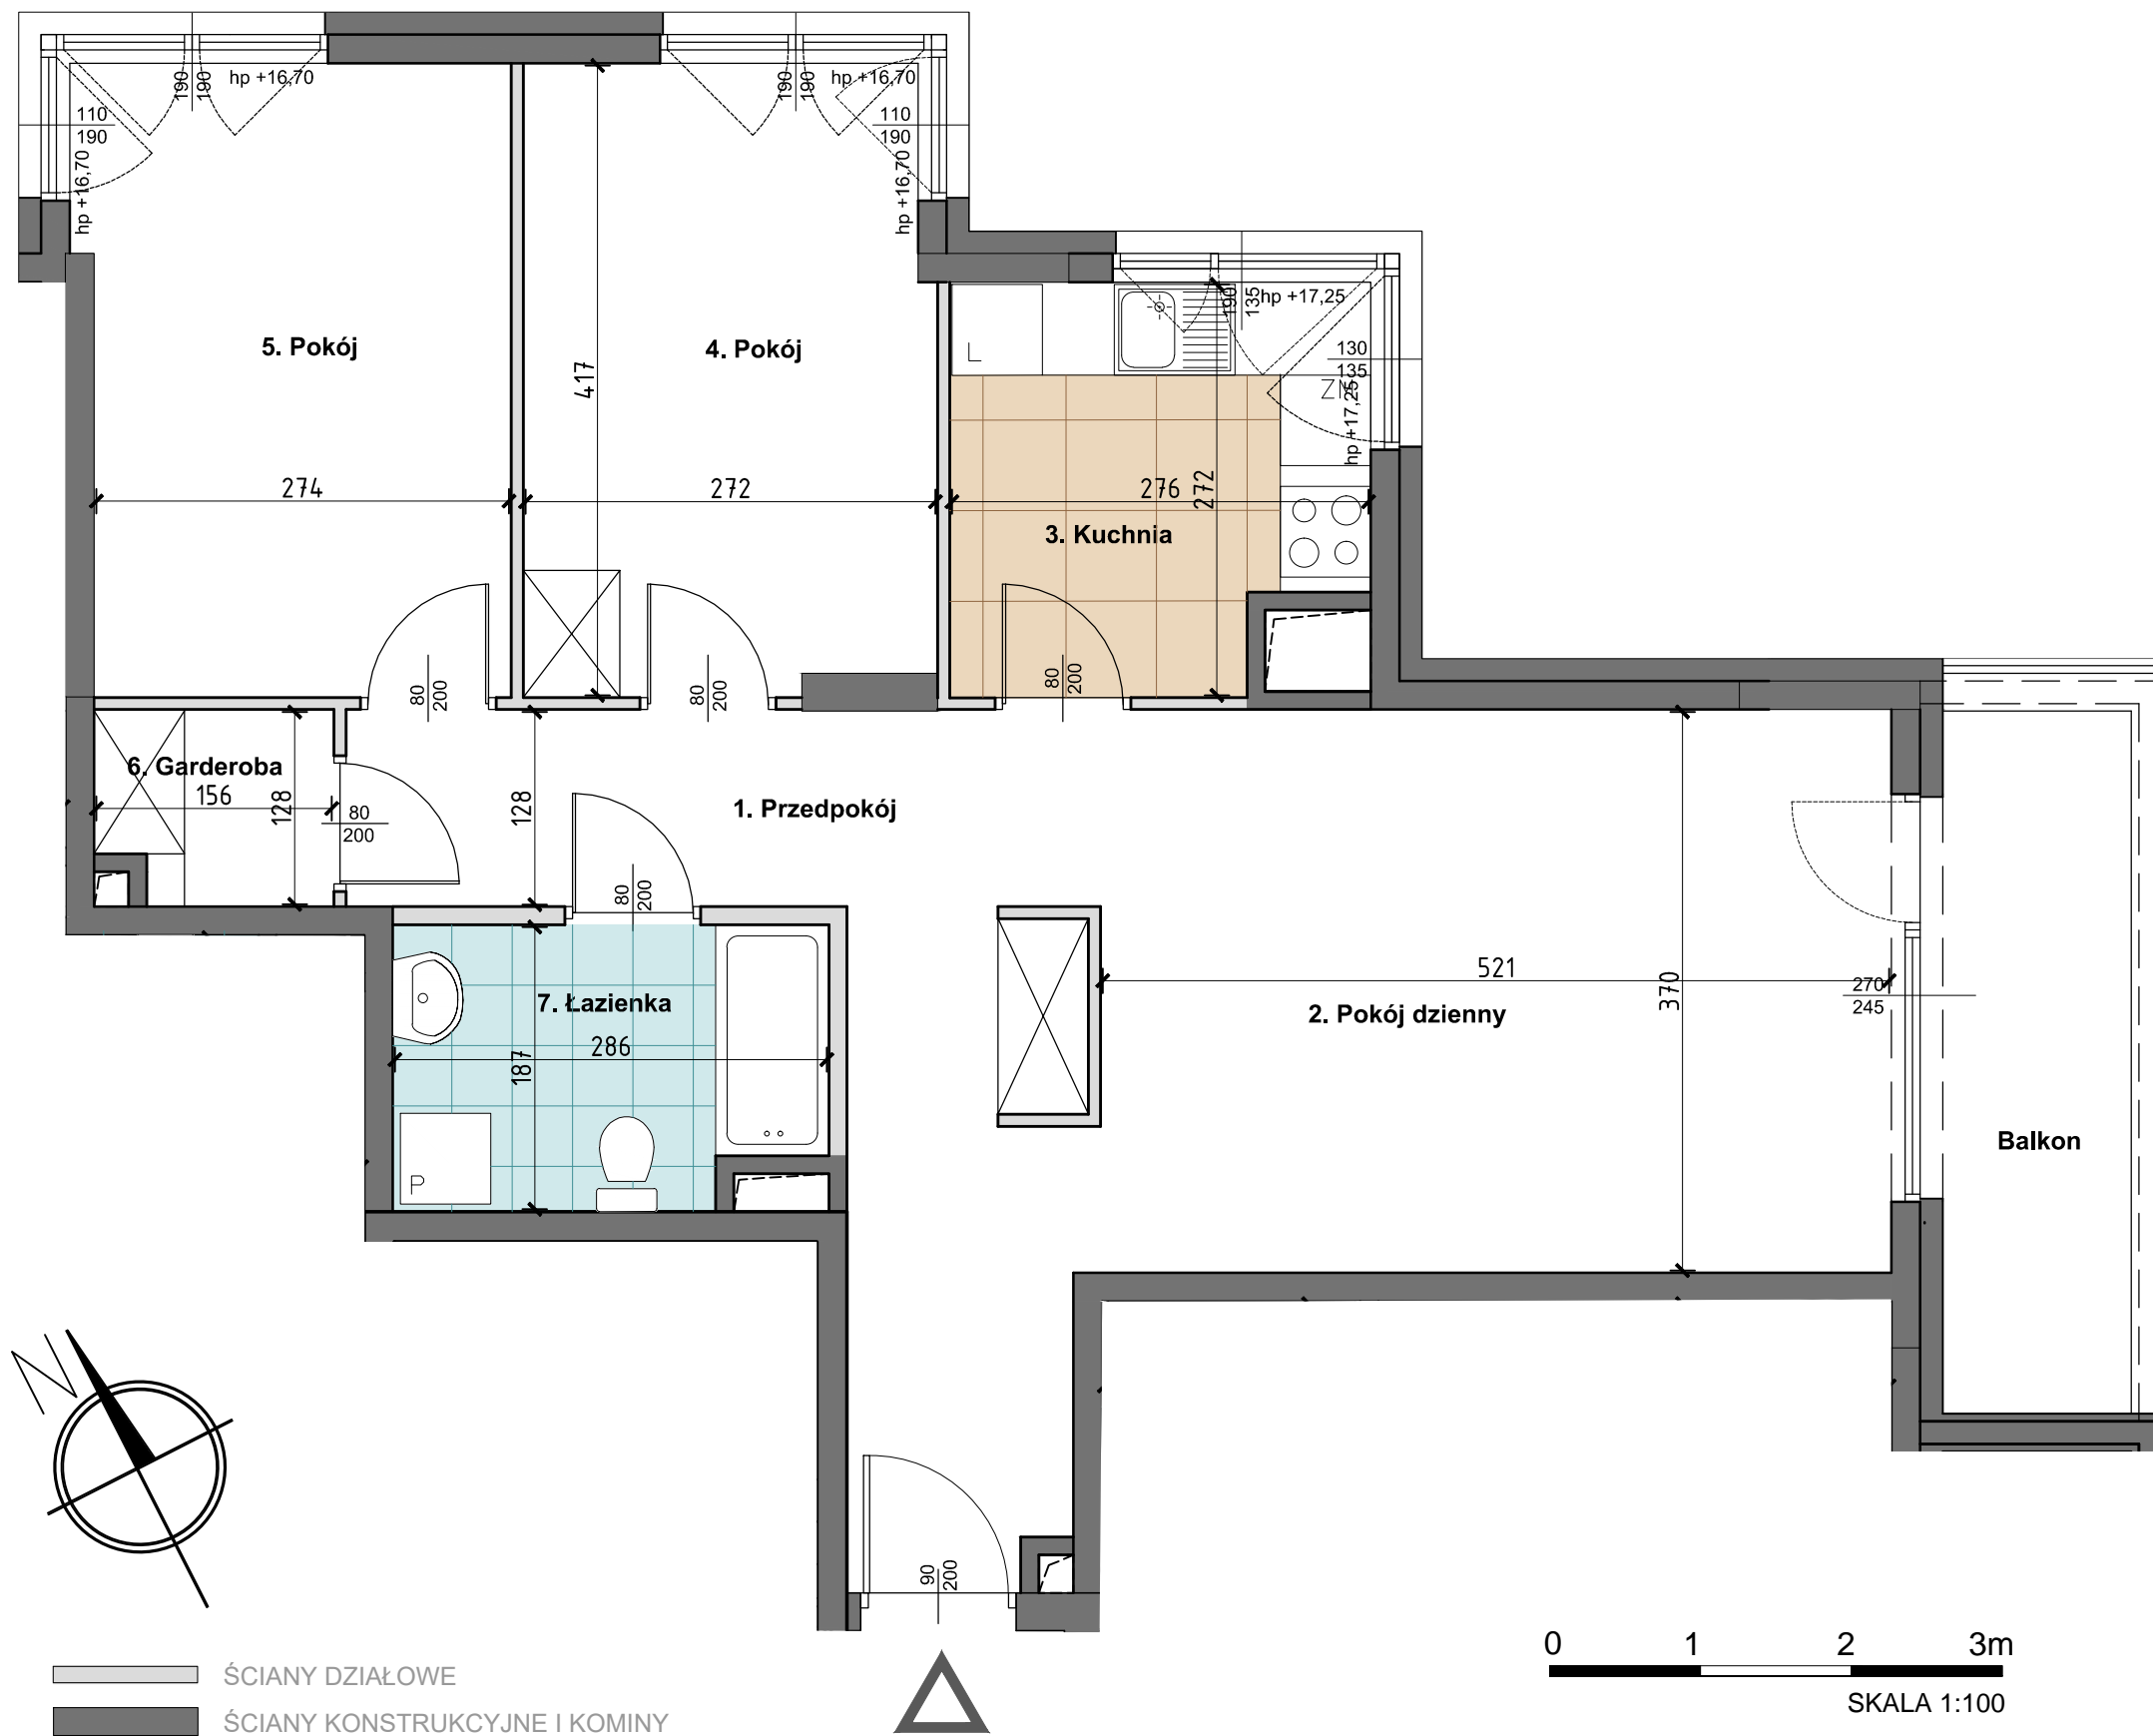 190
190
hp +16,70
110
190
hp +16,70
190
190
hp +16,70
110
190
hp +16,70
190
135
hp +17,25
130
135
hp +17,25
L
5. Pokój
4. Pokój
417
274
272
276
272
3. Kuchnia
80
200
80
200
80
200
6. Garderoba
156
128
80
200
128
1. Przedpokój
80
200
521
370
270
245
2. Pokój dzienny
7. Łazienka
286
187
P
Balkon
N
90
200
0 1 2 3m
SKALA 1:100
ŚCIANY DZIAŁOWE
ŚCIANY KONSTRUKCYJNE I KOMINY